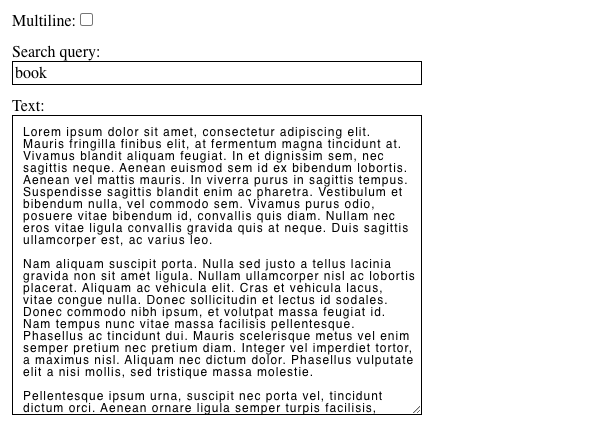 Multiline:
Search query:
book
Text:
Lorem ipsum dolor sit amet, consectetur adipiscing elit.
Mauris fringilla finibus elit, at fermentum magna tincidunt at.
Vivamus blandit aliquam feugiat. In et dignissim sem, nec
sagittis neque. Aenean euismod sem id ex bibendum lobortis.
Aenean vel mattis mauris. In viverra purus in sagittis tempus.
Suspendisse sagittis blandit enim ac pharetra. Vestibulum et
bibendum nulla, vel commodo sem. Vivamus purus odio,
posuere vitae bibendum id, convallis quis diam. Nullam nec
eros vitae ligula convallis gravida quis at neque. Duis sagittis
ullamcorper est, ac varius leo.
Nam aliquam suscipit porta. Nulla sed justo a tellus lacinia
gravida non sit amet ligula. Nullam ullamcorper nisl ac lobortis
placerat. Aliquam ac vehicula elit. Cras et vehicula lacus,
vitae congue nulla. Donec sollicitudin et lectus id sodales.
Donec commodo nibh ipsum, et volutpat massa feugiat id.
Nam tempus nunc vitae massa facilisis pellentesque.
Phasellus ac tincidunt dui. Mauris scelerisque metus vel enim
semper pretium nec pretium diam. Integer vel imperdiet tortor,
a maximus nisl. Aliquam nec dictum dolor. Phasellus vulputate
elit a nisi mollis, sed tristique massa molestie.
Pellentesque ipsum urna, suscipit nec porta vel, tincidunt
dictum orci. Aenean ornare ligula semper turpis facilisis,